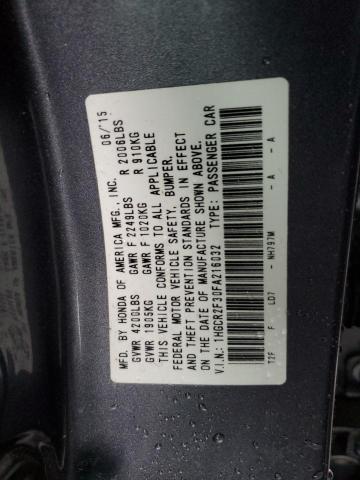 MFD. BY HONDA OF AMERICA MFG., INC. 06/15
GVWR 4200LBS GAWR F 2249LBS R 2006LBS
GVWR 1905KG GAWR F 1020KG R 910KG
THIS VEHICLE CONFORMS TO ALL APPLICABLE
FEDERAL MOTOR VEHICLE SAFETY, BUMPER,
AND THEFT PREVENTION STANDARDS IN EFFECT
ON THE DATE OF MANUFACTURE SHOWN ABOVE.
V.I.N.: 1HGCR2F30FA216032 TYPE: PASSENGER CAR
T2F F LD7 NH797M A A